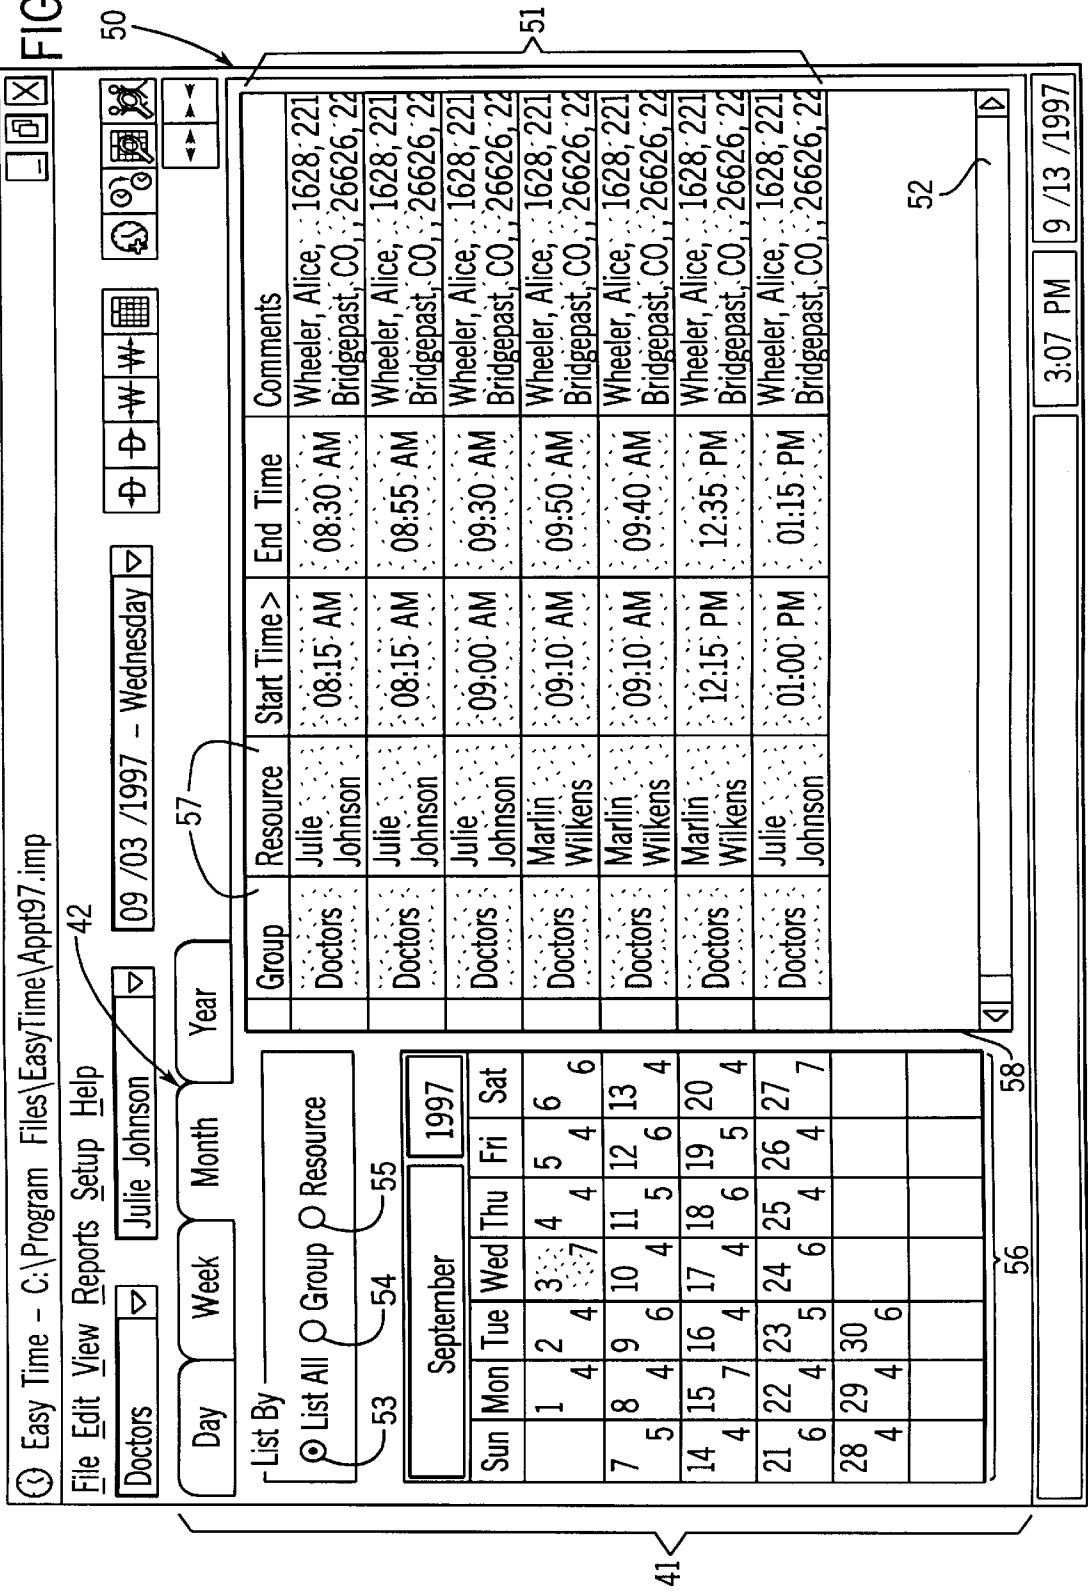 FIG
50
Easy Time - C:\Program Files\EasyTime\Appt97.imp
File Edit View Reports Setup Help
Doctors
Julie Johnson
09 /03 /1997 - Wednesday
D D W W
42
Day Week Month Year
57
51
List By
List All Group Resource
53 54 55
September 1997
Sun Mon Tue Wed Thu Fri Sat
1 2 3 4 5 6
4 4 7 4 4 6
7 8 9 10 11 12 13
5 4 6 4 5 6 4
14 15 16 17 18 19 20
4 7 4 4 6 5 4
21 22 23 24 25 26 27
6 4 5 6 4 4 7
28 29 30
4 4 6
56
58
Group Resource Start Time> End Time Comments
Doctors Julie Johnson 08:15 AM 08:30 AM Wheeler, Alice, 1628, 221
Bridgepast, CO, , 26626, 22
Doctors Julie Johnson 08:15 AM 08:55 AM Wheeler, Alice, 1628, 221
Bridgepast, CO, , 26626, 22
Doctors Julie Johnson 09:00 AM 09:30 AM Wheeler, Alice, 1628, 221
Bridgepast, CO, , 26626, 22
Doctors Marlin Wilkens 09:10 AM 09:50 AM Wheeler, Alice, 1628, 221
Bridgepast, CO, , 26626, 22
Doctors Marlin Wilkens 09:10 AM 09:40 AM Wheeler, Alice, 1628, 221
Bridgepast, CO, , 26626, 22
Doctors Marlin Wilkens 12:15 PM 12:35 PM Wheeler, Alice, 1628, 221
Bridgepast, CO, , 26626, 22
Doctors Julie Johnson 01:00 PM 01:15 PM Wheeler, Alice, 1628, 221
Bridgepast, CO, , 26626, 22
52
3:07 PM 9 /13 /1997
41